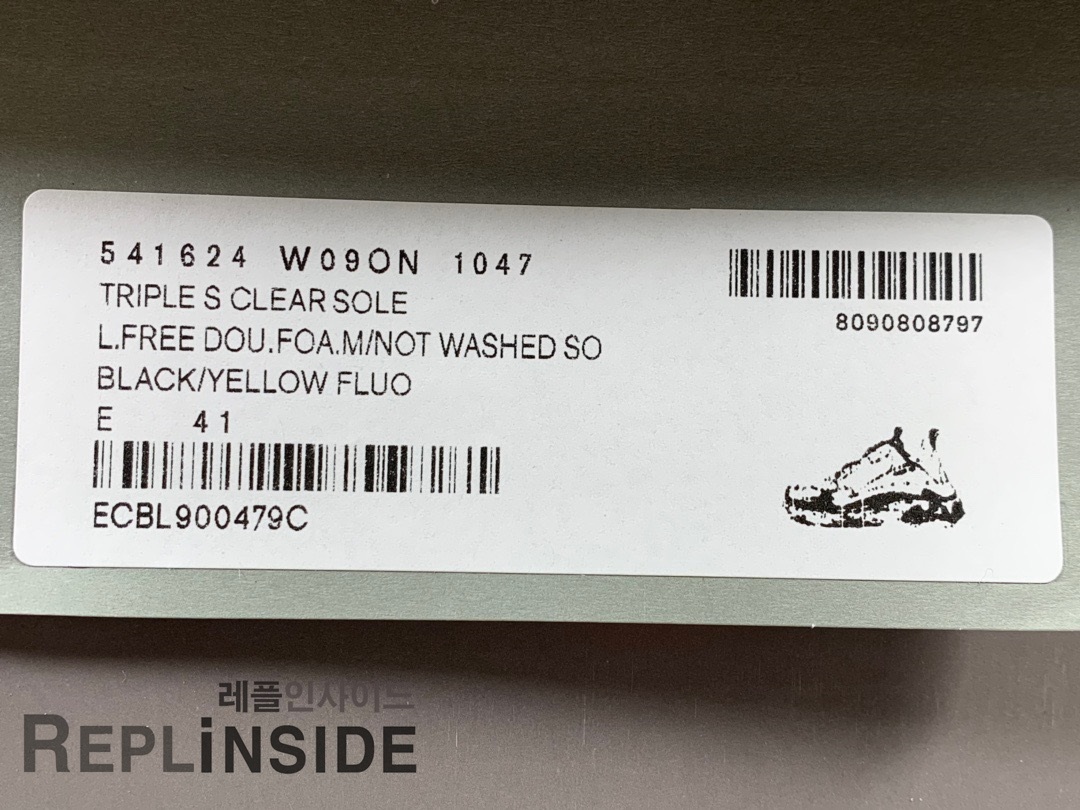 541624 W09ON 1047
TRIPLE S CLEAR SOLE
L.FREE DOU.FOA.M/NOT WASHED SO
BLACK/YELLOW FLUO
E 41
ECBL900479C
8090808797
레플인사이드
REPLiNSIDE